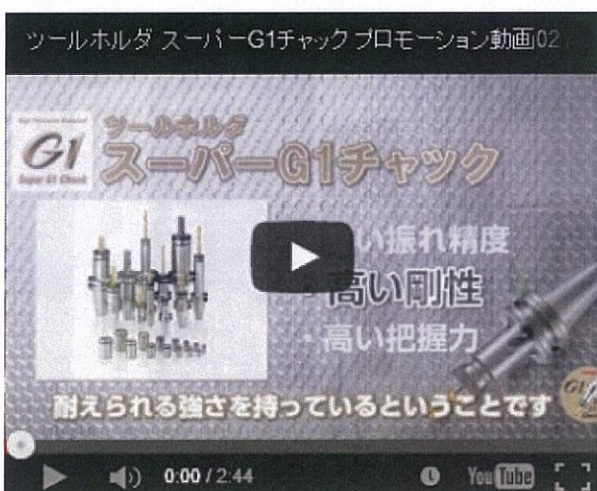 ツールホルダ スーパーG1チャック プロモーション動画02
G1
Super G1 Chuck
ツールホルダ
スーパーG1チャック
い振れ精度
・高い剛性
・高い把握力
耐えられる強さを持っているということです
G1
0:00 / 2:44
YouTube